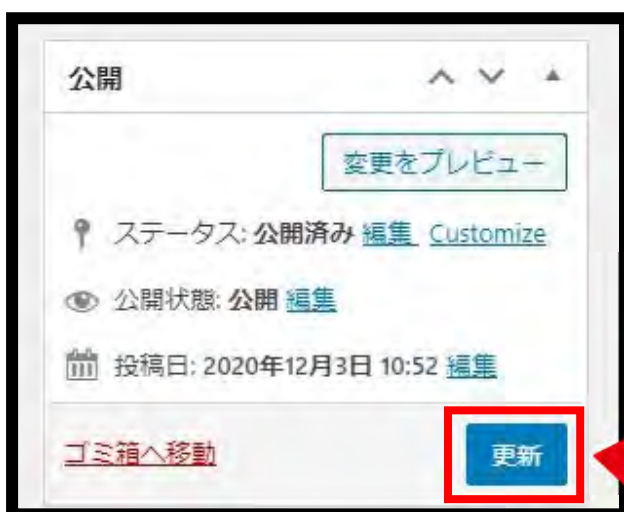 公開
変更をプレビュー
ステータス: 公開済み 編集 Customize
公開状態: 公開 編集
投稿日: 2020年12月3日 10:52 編集
ゴミ箱へ移動
更新